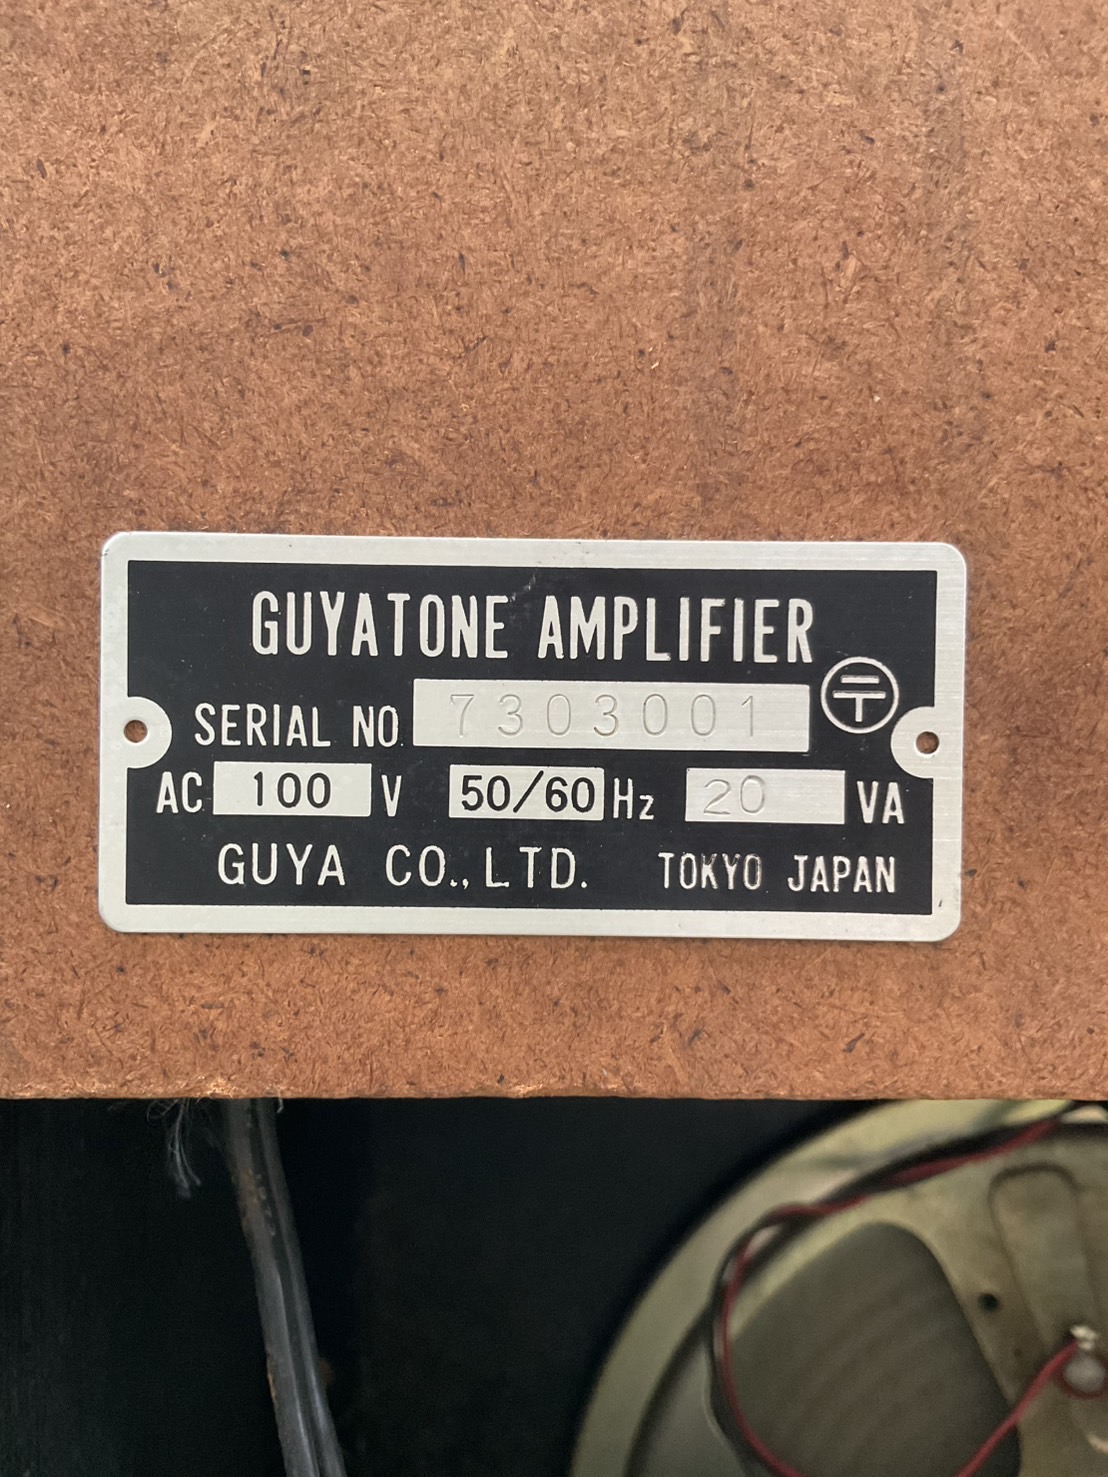 GUYATONE AMPLIFIER
〒
SERIAL NO. 7303001
AC 100 V 50/60 Hz 20 VA
GUYA CO., LTD. TOKYO JAPAN